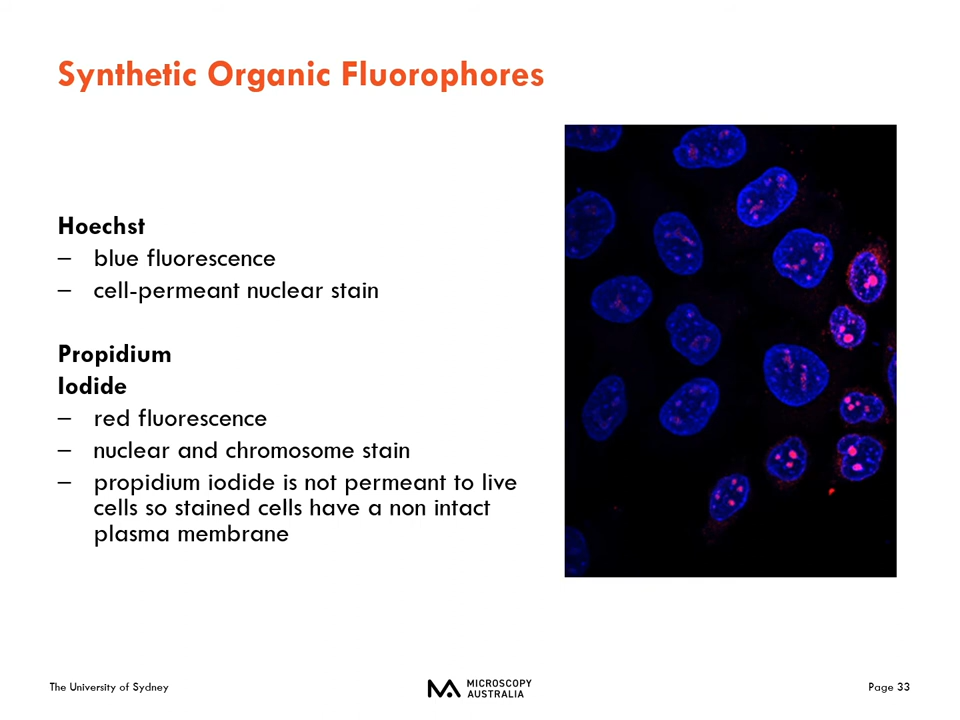 Synthetic Organic Fluorophores
Hoechst
– blue fluorescence
– cell-permeant nuclear stain
Propidium
Iodide
– red fluorescence
– nuclear and chromosome stain
– propidium iodide is not permeant to live
cells so stained cells have a non intact
plasma membrane
The University of Sydney
MICROSCOPY
AUSTRALIA
Page 33